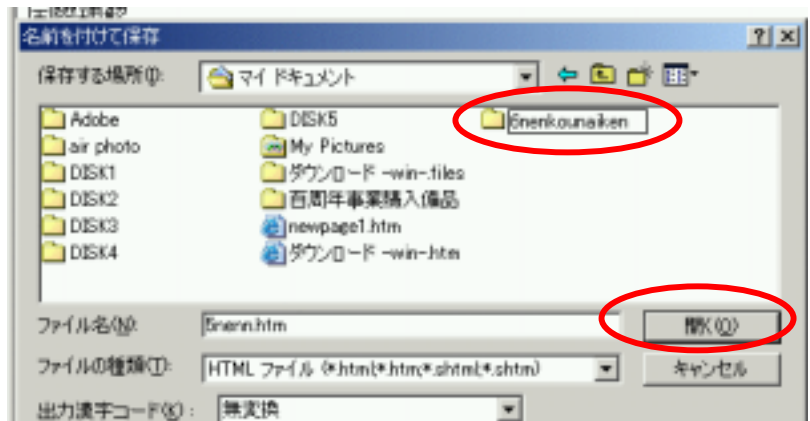 名前を付けて保存
保存する場所(I):
マイ ドキュメント
Adobe
air photo
DISK1
DISK2
DISK3
DISK4
DISK5
My Pictures
ダウンロード -win-.files
百周年事業購入備品
newpage1.htm
ダウンロード -win-.htm
6nenkounaiken
ファイル名(N):
5nenn.htm
開く(O)
ファイルの種類(T):
HTML ファイル (*.html;*.htm;*.shtml;*.shtm)
キャンセル
出力漢字コード(K) :
無変換